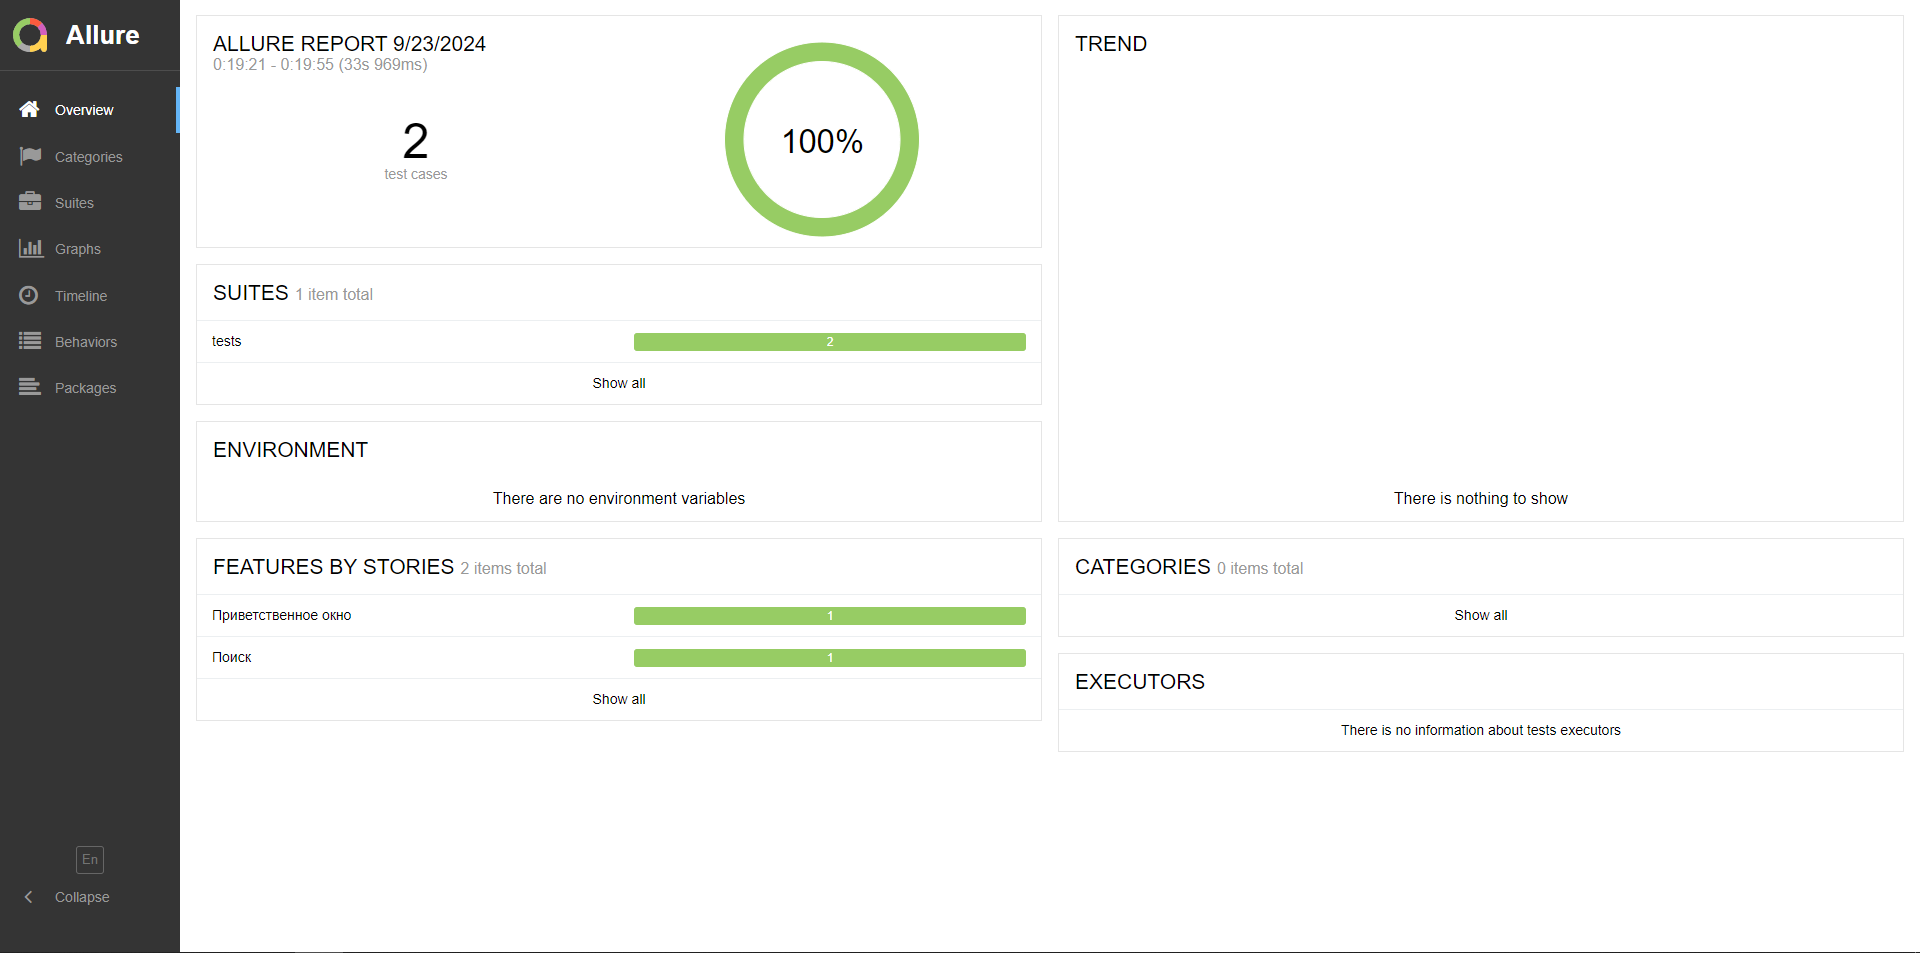 Allure
Overview
Categories
Suites
Graphs
Timeline
Behaviors
Packages
En
Collapse
ALLURE REPORT 9/23/2024
0:19:21 - 0:19:55 (33s 969ms)
2
test cases
100%
SUITES 1 item total
tests 2
Show all
ENVIRONMENT
There are no environment variables
FEATURES BY STORIES 2 items total
Приветственное окно 1
Поиск 1
Show all
TREND
There is nothing to show
CATEGORIES 0 items total
Show all
EXECUTORS
There is no information about tests executors